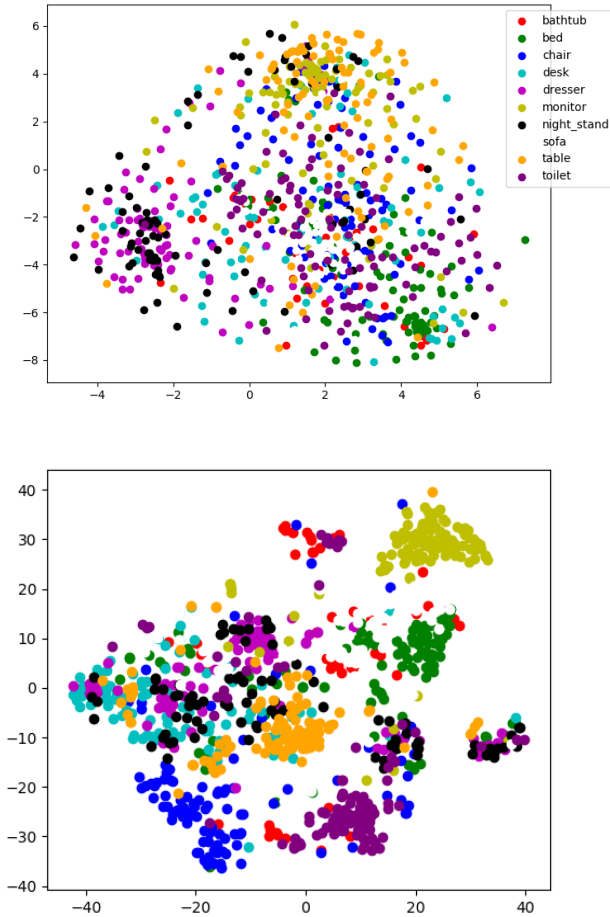 6
4
2
0
−2
−4
−6
−8
−4
−2
0
2
4
6
bathtub
bed
chair
desk
dresser
monitor
night_stand
sofa
table
toilet
40
30
20
10
0
−10
−20
−30
−40
−40
−20
0
20
40